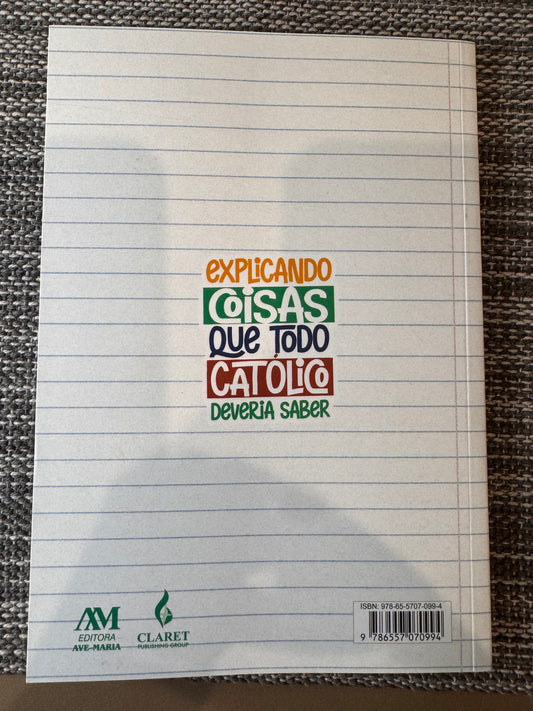 EXPLICANDO
COISAS
QUE TODO
CATÓLICO
DEVERIA SABER
ISBN: 978-65-5707-099-4
9 786557 070994
AM
EDITORA
AVE-MARIA
CLARET
PUBLISHING GROUP